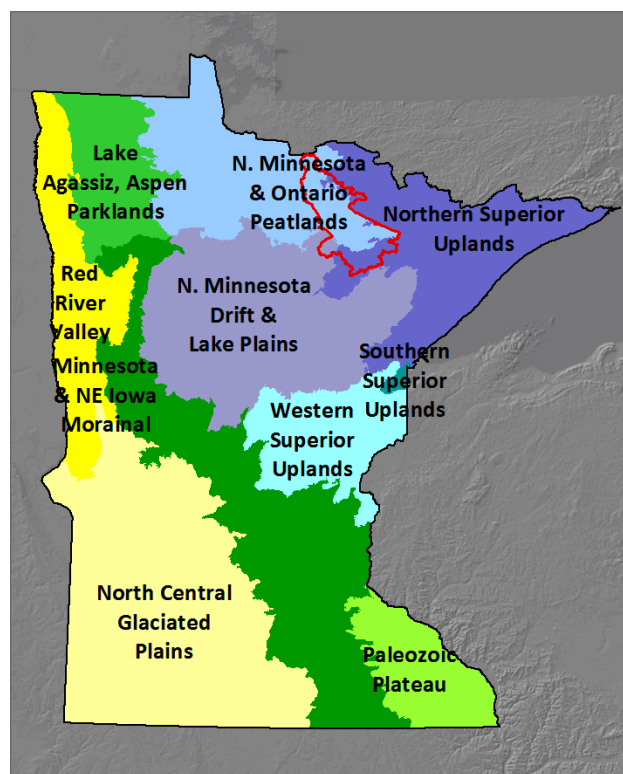 Lake
Agassiz, Aspen
Parklands
N. Minnesota
& Ontario
Peatlands
Northern Superior
Uplands
Red
River
Valley
N. Minnesota
Drift &
Lake Plains
Minnesota
& NE Iowa
Morainal
Southern
Superior
Uplands
Western
Superior
Uplands
North Central
Glaciated
Plains
Paleozoic
Plateau